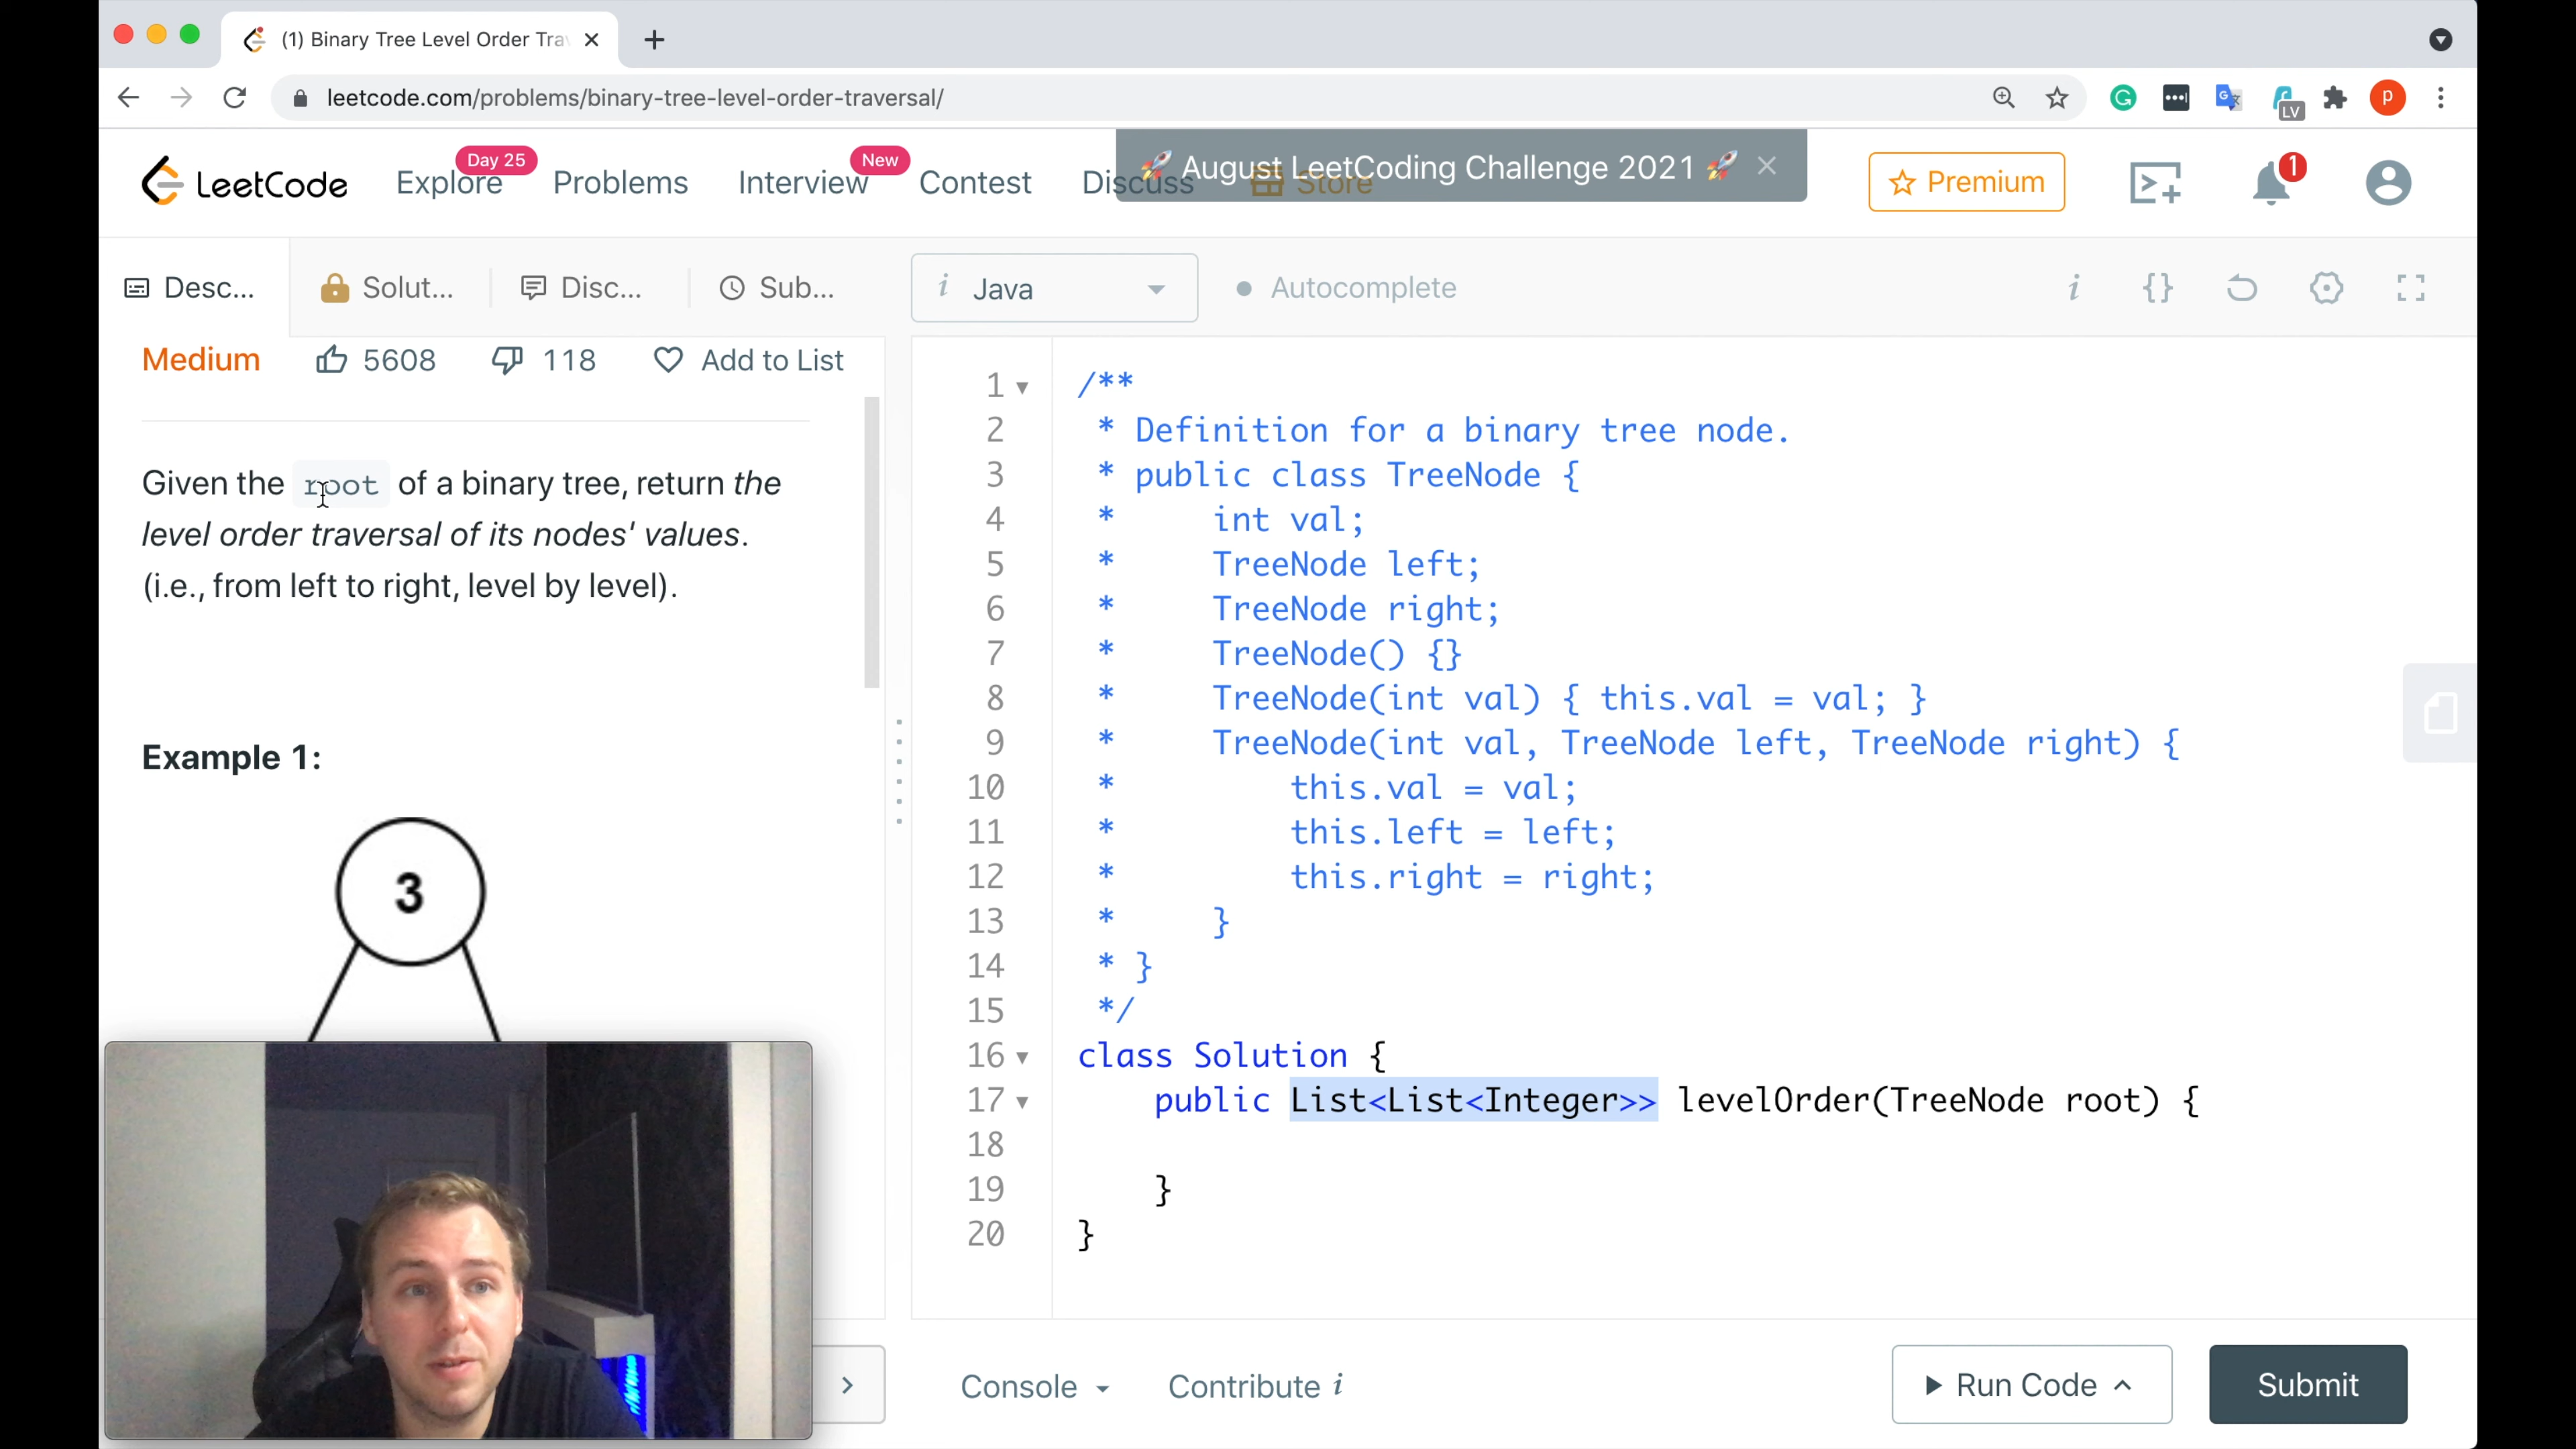 (1) Binary Tree Level Order Tra
leetcode.com/problems/binary-tree-level-order-traversal/
LV
P
LeetCode
Explore
Day 25
Problems
Interview
New
Contest
Discuss
Store
🚀 August LeetCoding Challenge 2021 🚀
Premium
1
Desc...
Solut...
Disc...
Sub...
i Java
Autocomplete
i {}
Medium
5608
118
Add to List
Given the root of a binary tree, return the
level order traversal of its nodes' values.
(i.e., from left to right, level by level).
Example 1:
3
1 /**
2 * Definition for a binary tree node.
3 * public class TreeNode {
4 *     int val;
5 *     TreeNode left;
6 *     TreeNode right;
7 *     TreeNode() {}
8 *     TreeNode(int val) { this.val = val; }
9 *     TreeNode(int val, TreeNode left, TreeNode right) {
10 *         this.val = val;
11 *         this.left = left;
12 *         this.right = right;
13 *     }
14 * }
15 */
16 class Solution {
17     public List<List<Integer>> levelOrder(TreeNode root) {
18
19     }
20 }
Console
Contribute i
Run Code
Submit